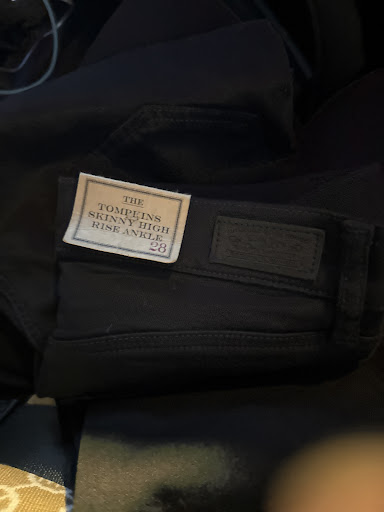 THE
TOMPKINS
SKINNY HIGH
RISE ANKLE
28